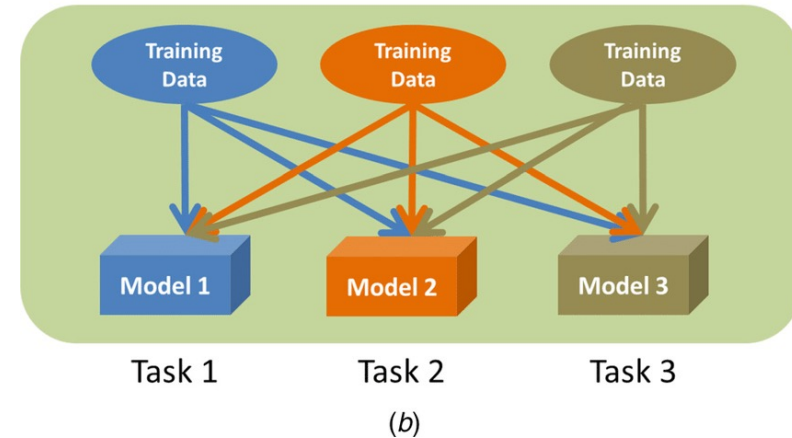 Training
Data
Training
Data
Training
Data
Model 1
Model 2
Model 3
Task 1
Task 2
Task 3
(b)